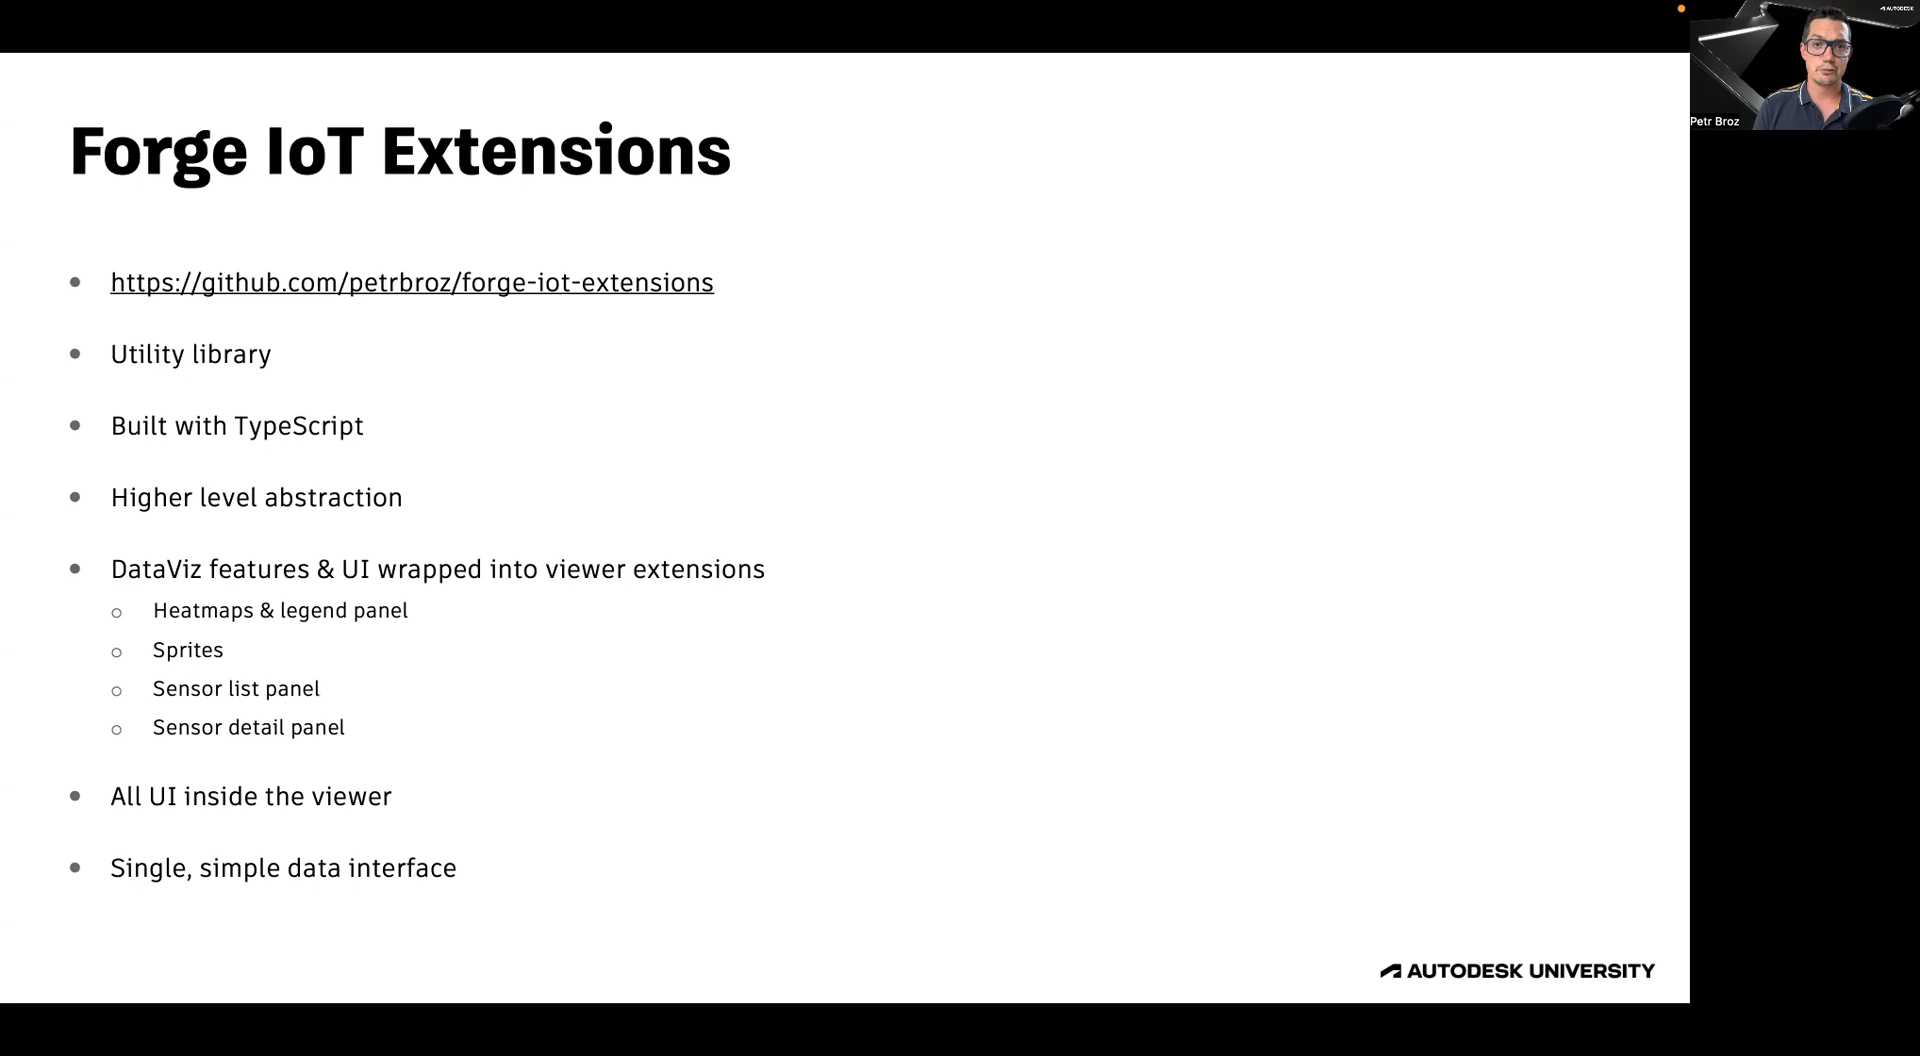 AUTODESK
Petr Broz
Forge IoT Extensions
https://github.com/petrbroz/forge-iot-extensions
Utility library
Built with TypeScript
Higher level abstraction
DataViz features & UI wrapped into viewer extensions
Heatmaps & legend panel
Sprites
Sensor list panel
Sensor detail panel
All UI inside the viewer
Single, simple data interface
AUTODESK UNIVERSITY